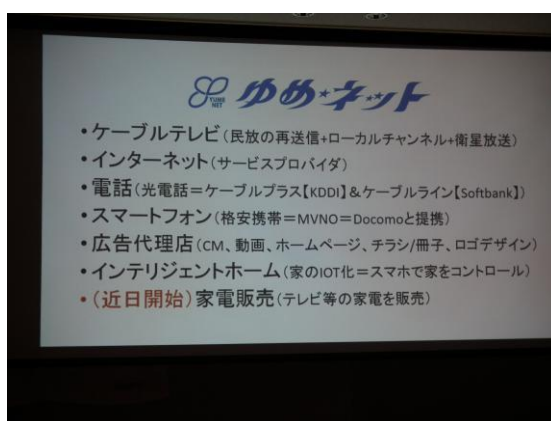 YUME
NET
ゆめ★ネット
・ケーブルテレビ(民放の再送信+ローカルチャンネル+衛星放送)
・インターネット(サービスプロバイダ)
・電話(光電話=ケーブルプラス【KDDI】&ケーブルライン【Softbank】)
・スマートフォン(格安携帯=MVNO=Docomoと提携)
・広告代理店(CM、動画、ホームページ、チラシ/冊子、ロゴデザイン)
・インテリジェントホーム(家のIOT化=スマホで家をコントロール)
・(近日開始)家電販売(テレビ等の家電を販売)